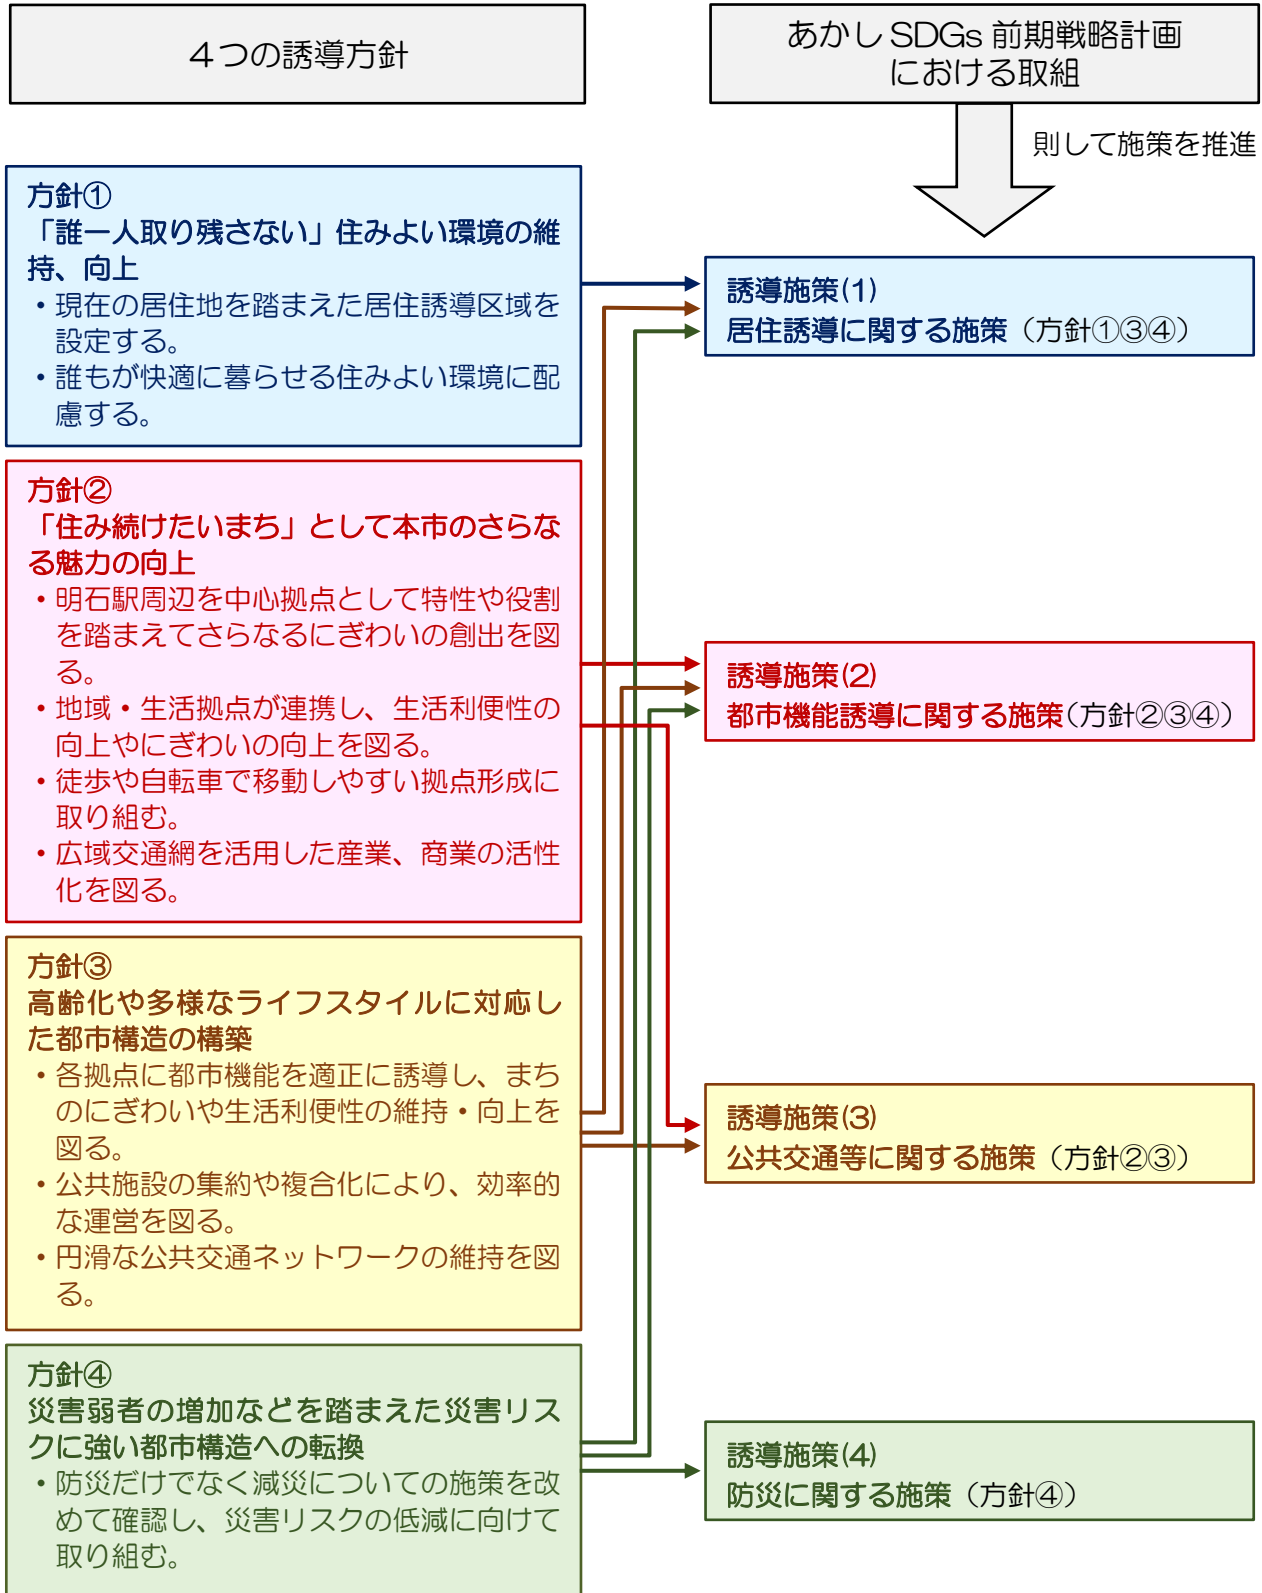 4つの誘導方針
あかしSDGs前期戦略計画
における取組
則して施策を推進
方針①
「誰一人取り残さない」住みよい環境の維
持、向上
・現在の居住地を踏まえた居住誘導区域を
設定する。
・誰もが快適に暮らせる住みよい環境に配
慮する。
方針②
「住み続けたいまち」として本市のさらな
る魅力の向上
・明石駅周辺を中心拠点として特性や役割
を踏まえてさらなるにぎわいの創出を図
る。
・地域・生活拠点が連携し、生活利便性の
向上やにぎわいの向上を図る。
・徒歩や自転車で移動しやすい拠点形成に
取り組む。
・広域交通網を活用した産業、商業の活性
化を図る。
方針③
高齢化や多様なライフスタイルに対応し
た都市構造の構築
・各拠点に都市機能を適正に誘導し、まち
のにぎわいや生活利便性の維持・向上を
図る。
・公共施設の集約や複合化により、効率的
な運営を図る。
・円滑な公共交通ネットワークの維持を図
る。
方針④
災害弱者の増加などを踏まえた災害リス
クに強い都市構造への転換
・防災だけでなく減災についての施策を改
めて確認し、災害リスクの低減に向けて
取り組む。
誘導施策(1)
居住誘導に関する施策（方針①③④）
誘導施策(2)
都市機能誘導に関する施策(方針②③④)
誘導施策(3)
公共交通等に関する施策（方針②③）
誘導施策(4)
防災に関する施策（方針④）